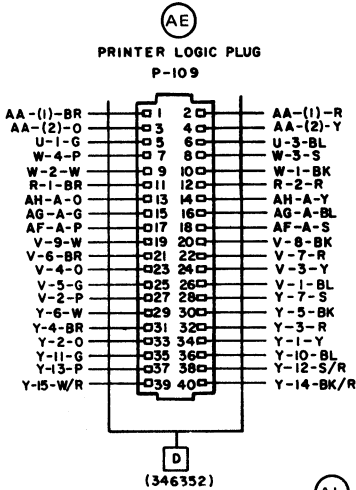 AE
PRINTER LOGIC PLUG
P-109
AA-(1)-BR 1 2 AA-(1)-R
AA-(2)-O 3 4 AA-(2)-Y
U-1-G 5 6 U-3-BL
W-4-P 7 8 W-3-S
W-2-W 9 10 W-1-BK
R-1-BR 11 12 R-2-R
AH-A-O 13 14 AH-A-Y
AG-A-G 15 16 AG-A-BL
AF-A-P 17 18 AF-A-S
V-9-W 19 20 V-8-BK
V-6-BR 21 22 V-7-R
V-4-O 23 24 V-3-Y
V-5-G 25 26 V-1-BL
V-2-P 27 28 Y-7-S
Y-6-W 29 30 Y-5-BK
Y-4-BR 31 32 Y-3-R
Y-2-O 33 34 Y-1-Y
Y-11-G 35 36 Y-10-BL
Y-13-P 37 38 Y-12-S/R
Y-15-W/R 39 40 Y-14-BK/R
D
(346352)